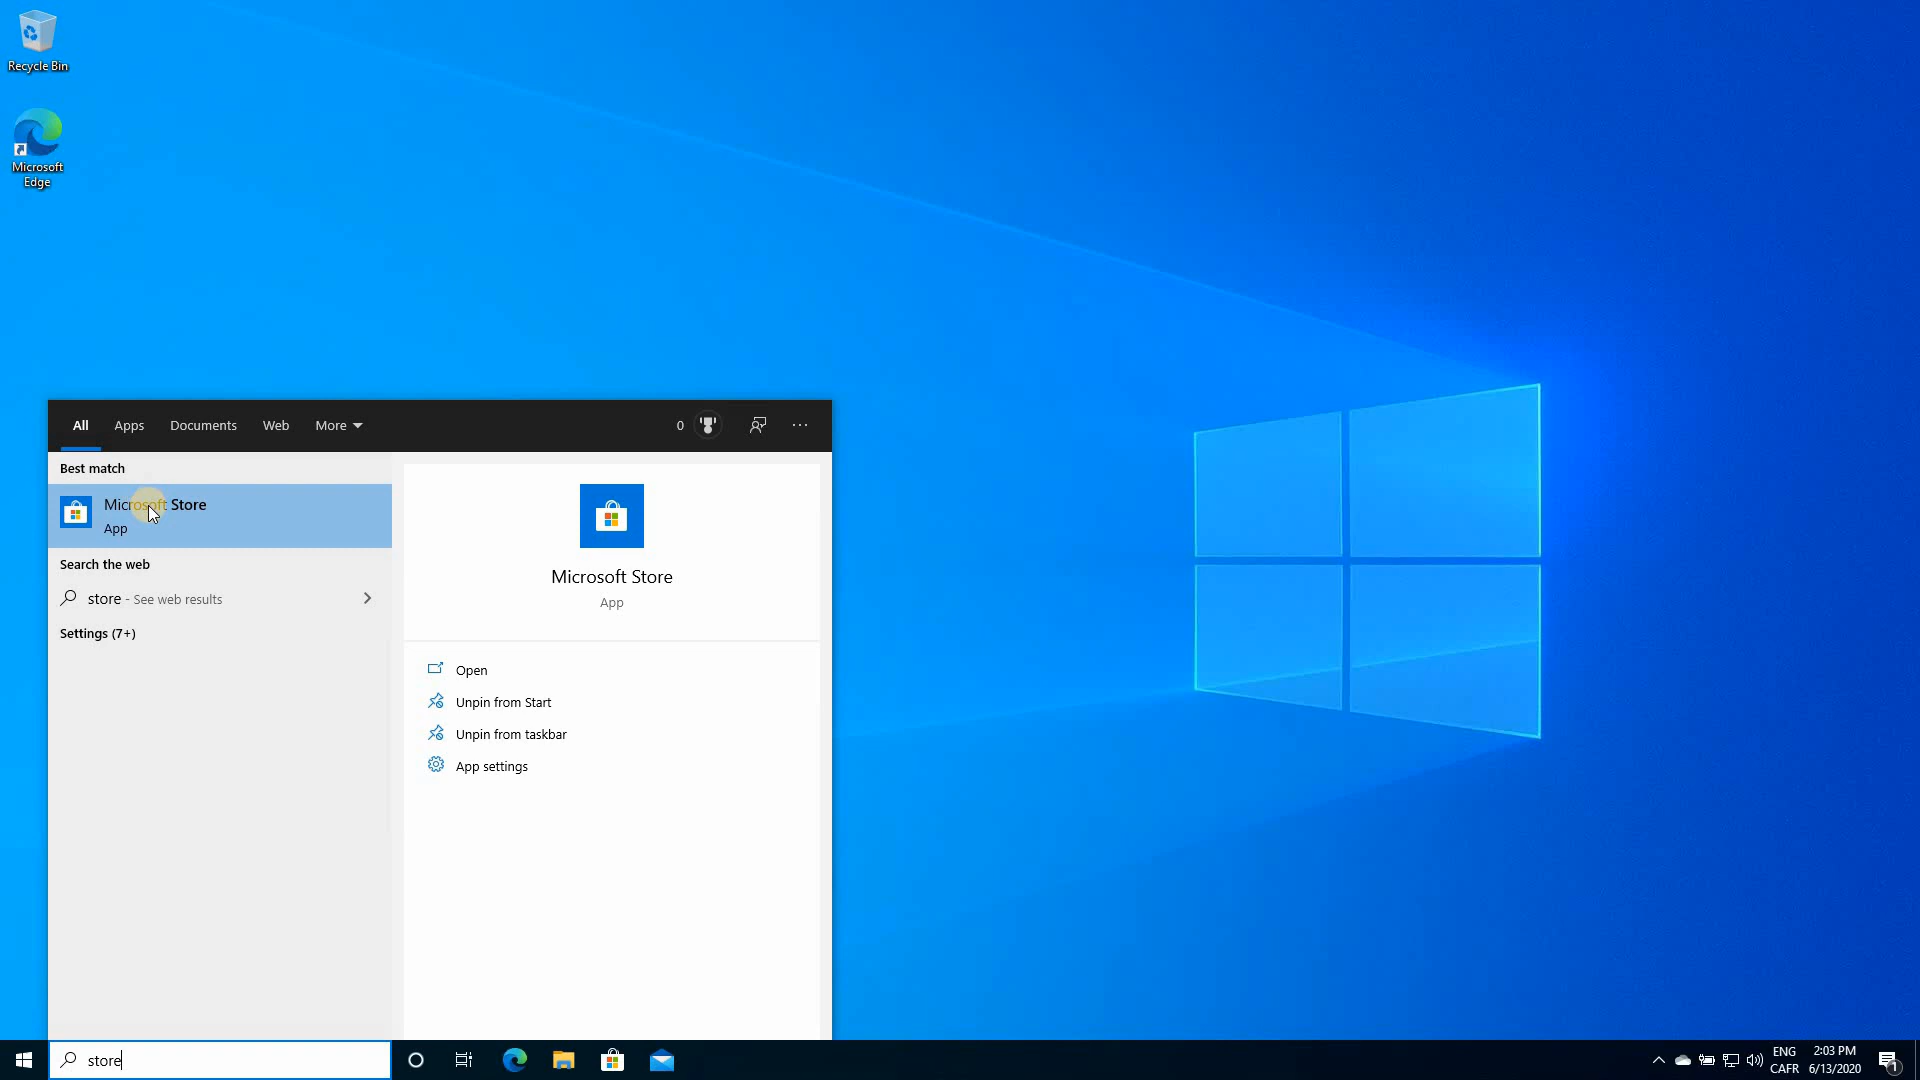 Recycle Bin
Microsoft
Edge
All Apps Documents Web More 0
Best match
Microsoft Store
App
Search the web
store - See web results
Settings (7+)
Microsoft Store
App
Open
Unpin from Start
Unpin from taskbar
App settings
store
ENG
CAFR
2:03 PM
6/13/2020
1